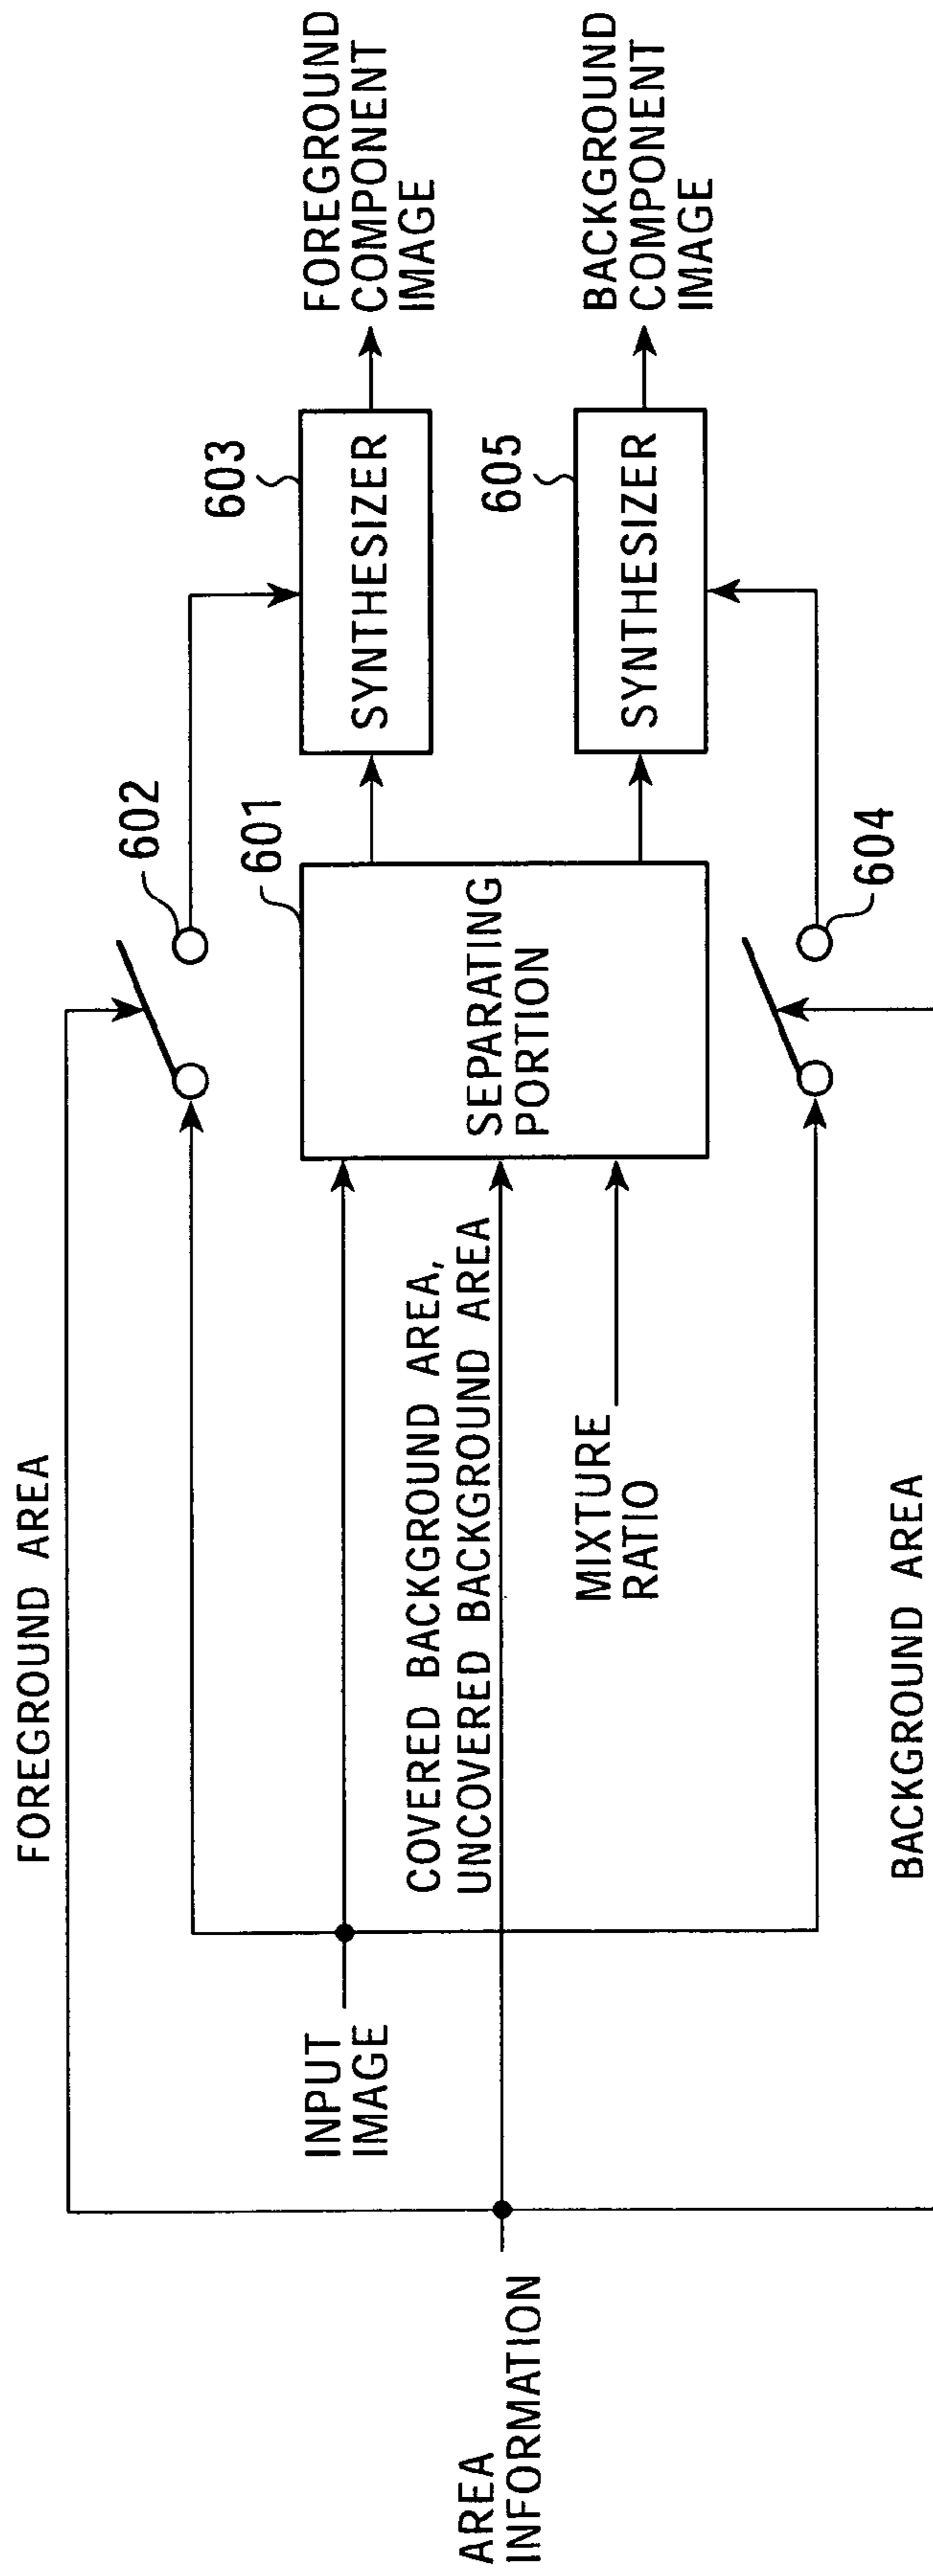 FOREGROUND AREA
602
603
FOREGROUND
COMPONENT
IMAGE
601
SYNTHESIZER
INPUT
IMAGE
COVERED BACKGROUND AREA,
UNCOVERED BACKGROUND AREA
SEPARATING
PORTION
605
BACKGROUND
COMPONENT
IMAGE
AREA
INFORMATION
MIXTURE
RATIO
SYNTHESIZER
604
BACKGROUND AREA